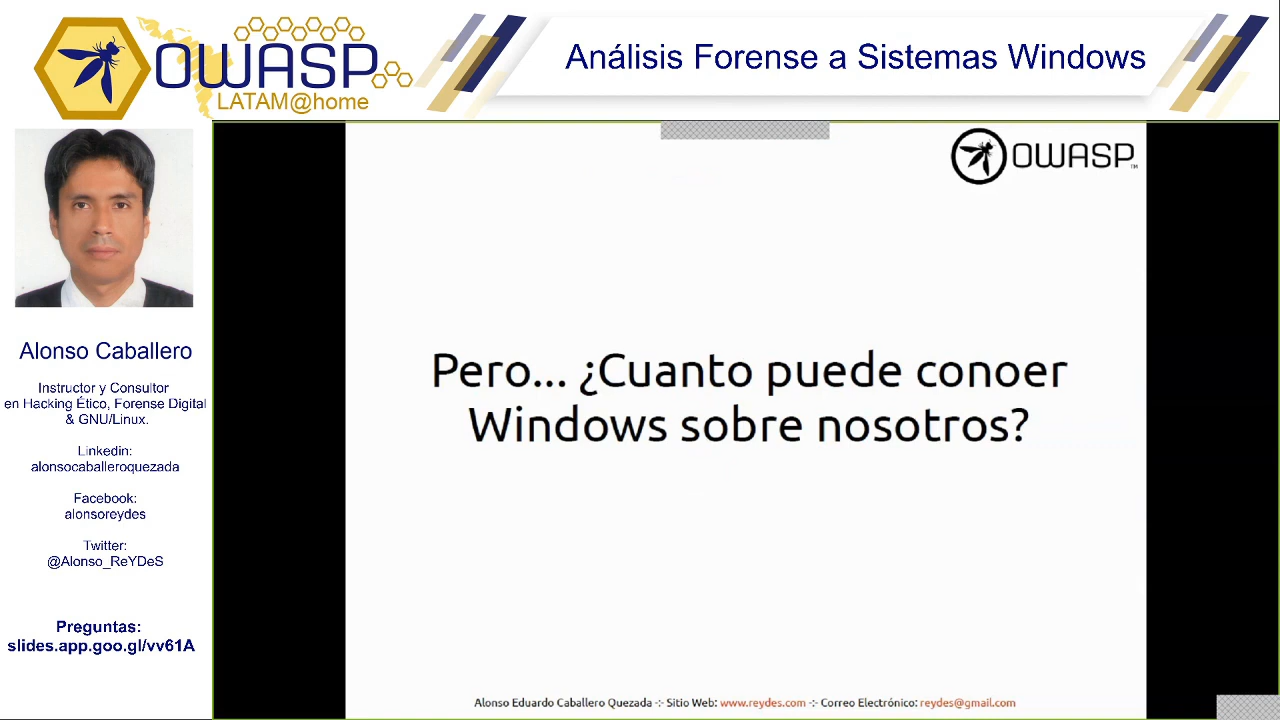 OWASP
LATAM@home
Análisis Forense a Sistemas Windows
OWASP™
Alonso Caballero
Instructor y Consultor
en Hacking Ético, Forense Digital
& GNU/Linux.
Linkedin:
alonsocaballeroquezada
Facebook:
alonsoreydes
Twitter:
@Alonso_ReYDeS
Preguntas:
slides.app.goo.gl/vv61A
Pero... ¿Cuanto puede conoer
Windows sobre nosotros?
Alonso Eduardo Caballero Quezada -:- Sitio Web: www.reydes.com -:- Correo Electrónico: reydes@gmail.com